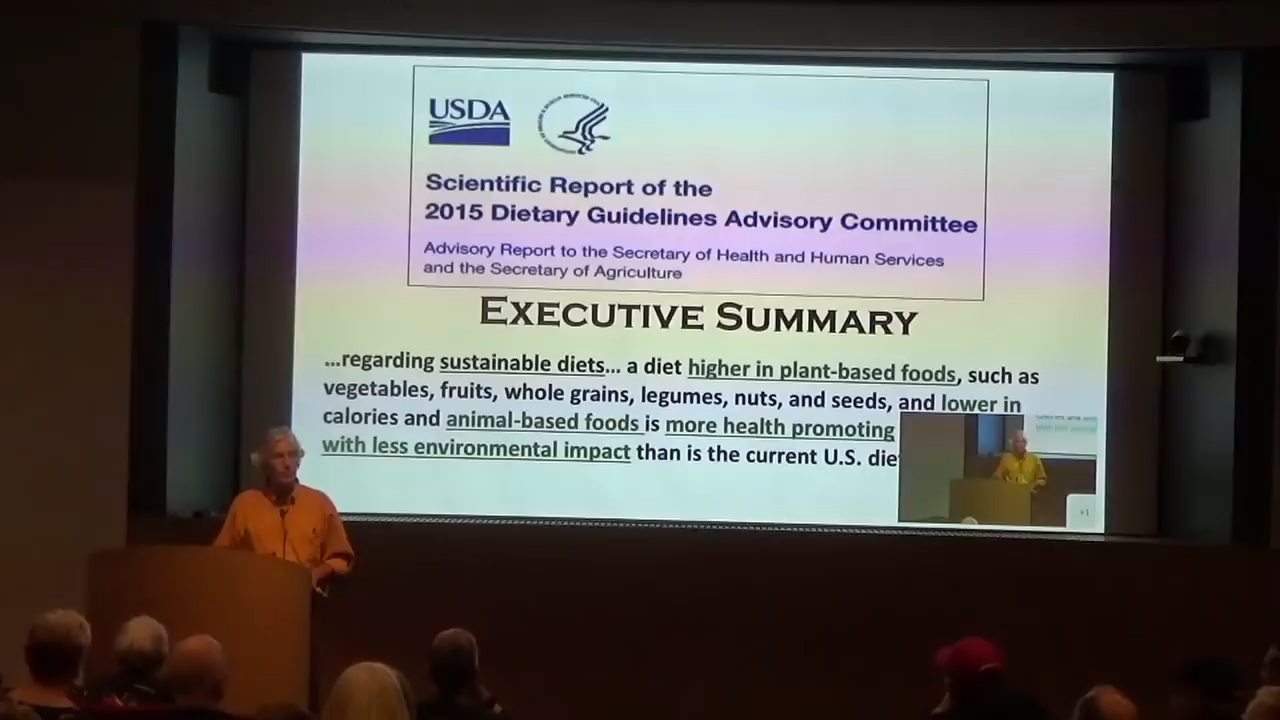 USDA
Scientific Report of the
2015 Dietary Guidelines Advisory Committee
Advisory Report to the Secretary of Health and Human Services
and the Secretary of Agriculture
EXECUTIVE SUMMARY
...regarding sustainable diets... a diet higher in plant-based foods, such as
vegetables, fruits, whole grains, legumes, nuts, and seeds, and lower in
calories and animal-based foods is more health promoting
with less environmental impact than is the current U.S. die